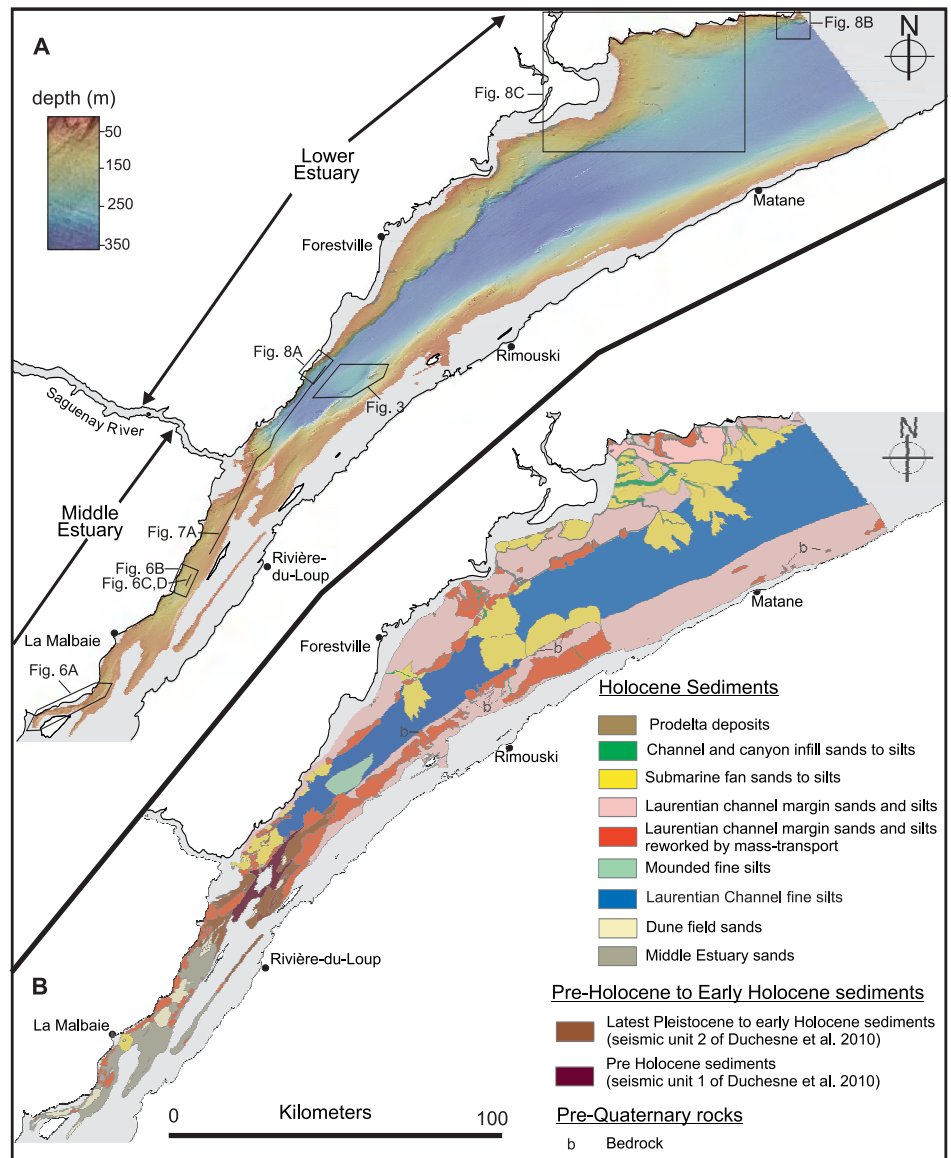 A
depth (m)
50
150
250
350
Lower
Estuary
Fig. 8C
Fig. 8B
N
Matane
Forestville
Rimouski
Fig. 8A
Fig. 3
Saguenay River
Middle
Estuary
Fig. 7A
Fig. 6B
Fig. 6C,D
Rivière-
du-Loup
La Malbaie
Fig. 6A
N
b
Matane
Forestville
b
b
b
Rimouski
Holocene Sediments
Prodelta deposits
Channel and canyon infill sands to silts
Submarine fan sands to silts
Laurentian channel margin sands and silts
Laurentian channel margin sands and silts
reworked by mass-transport
Mounded fine silts
Laurentian Channel fine silts
Dune field sands
Middle Estuary sands
Rivière-du-Loup
B
La Malbaie
Pre-Holocene to Early Holocene sediments
Latest Pleistocene to early Holocene sediments
(seismic unit 2 of Duchesne et al. 2010)
Pre Holocene sediments
(seismic unit 1 of Duchesne et al. 2010)
Pre-Quaternary rocks
b Bedrock
0 Kilometers 100